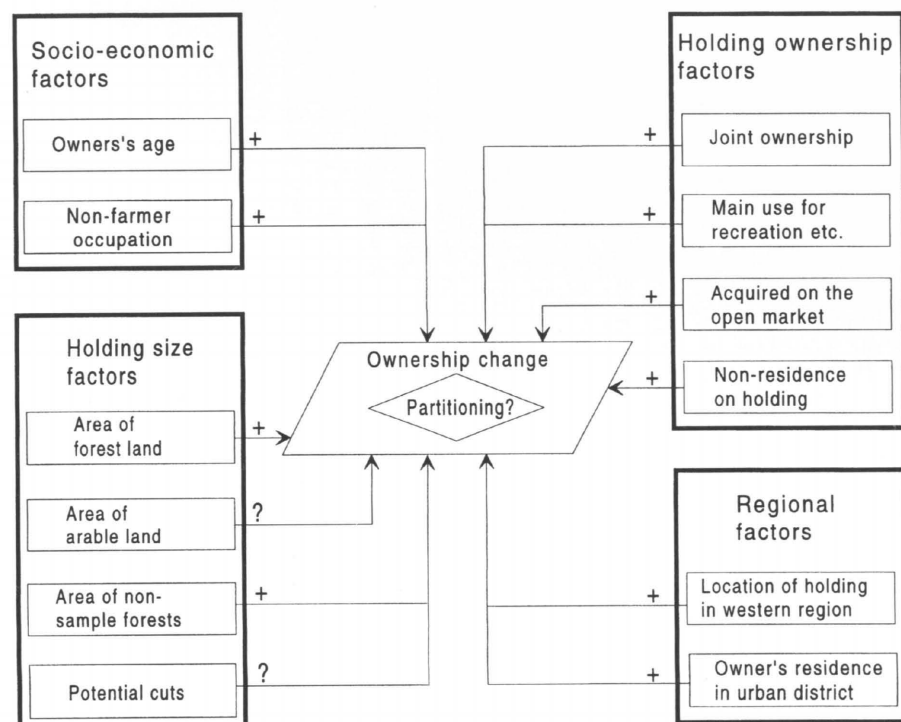 Socio-economic
factors
Owners's age
+
Non-farmer
occupation
+
Holding size
factors
Area of
forest land
+
Area of
arable land
?
Area of non-
sample forests
+
Potential cuts
?
Ownership change
Partitioning?
Holding ownership
factors
+
Joint ownership
+
Main use for
recreation etc.
+
Acquired on the
open market
+
Non-residence
on holding
Regional
factors
+
Location of holding
in western region
+
Owner's residence
in urban district